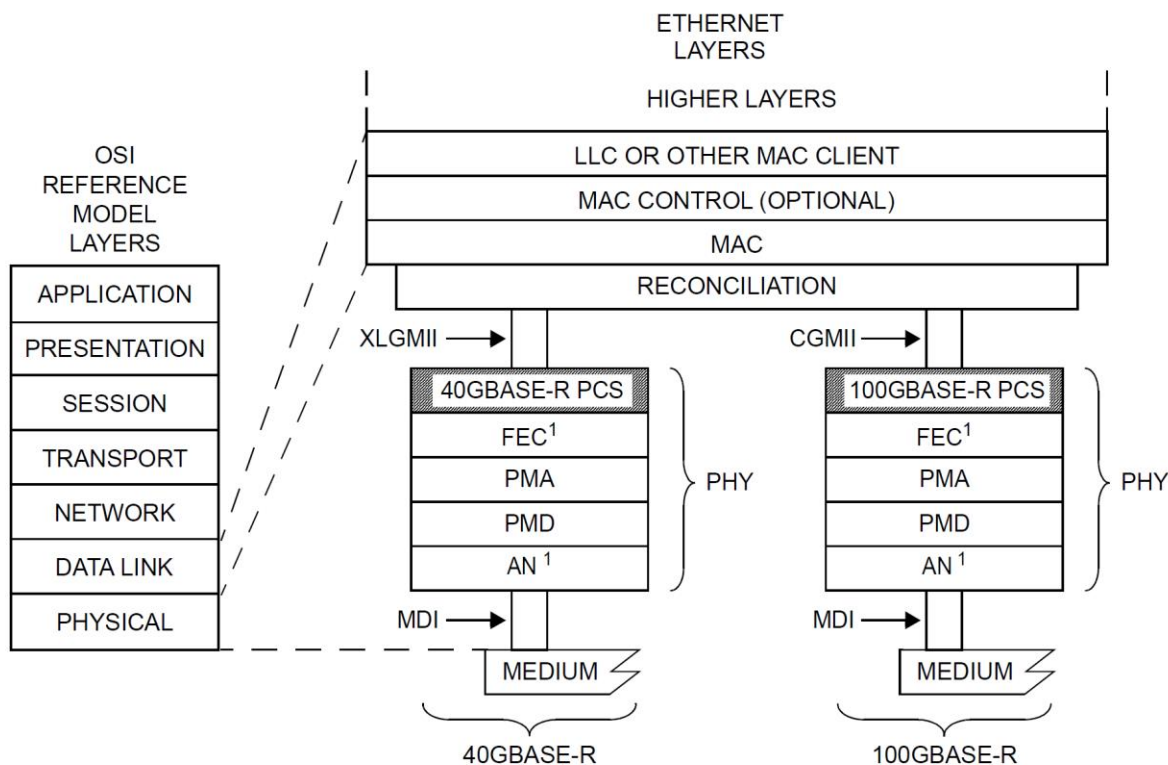 ETHERNET
LAYERS
HIGHER LAYERS
LLC OR OTHER MAC CLIENT
MAC CONTROL (OPTIONAL)
MAC
RECONCILIATION
OSI
REFERENCE
MODEL
LAYERS
APPLICATION
PRESENTATION
SESSION
TRANSPORT
NETWORK
DATA LINK
PHYSICAL
XLGMII
40GBASE-R PCS
FEC¹
PMA
PMD
AN ¹
PHY
MDI
MEDIUM
40GBASE-R
CGMII
100GBASE-R PCS
FEC¹
PMA
PMD
AN ¹
PHY
MDI
MEDIUM
100GBASE-R